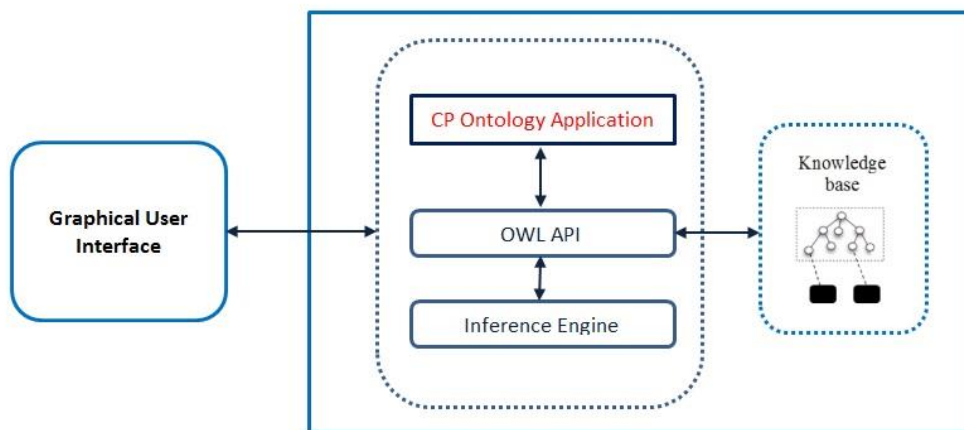 CP Ontology Application
Knowledge
base
Graphical User
Interface
OWL API
Inference Engine